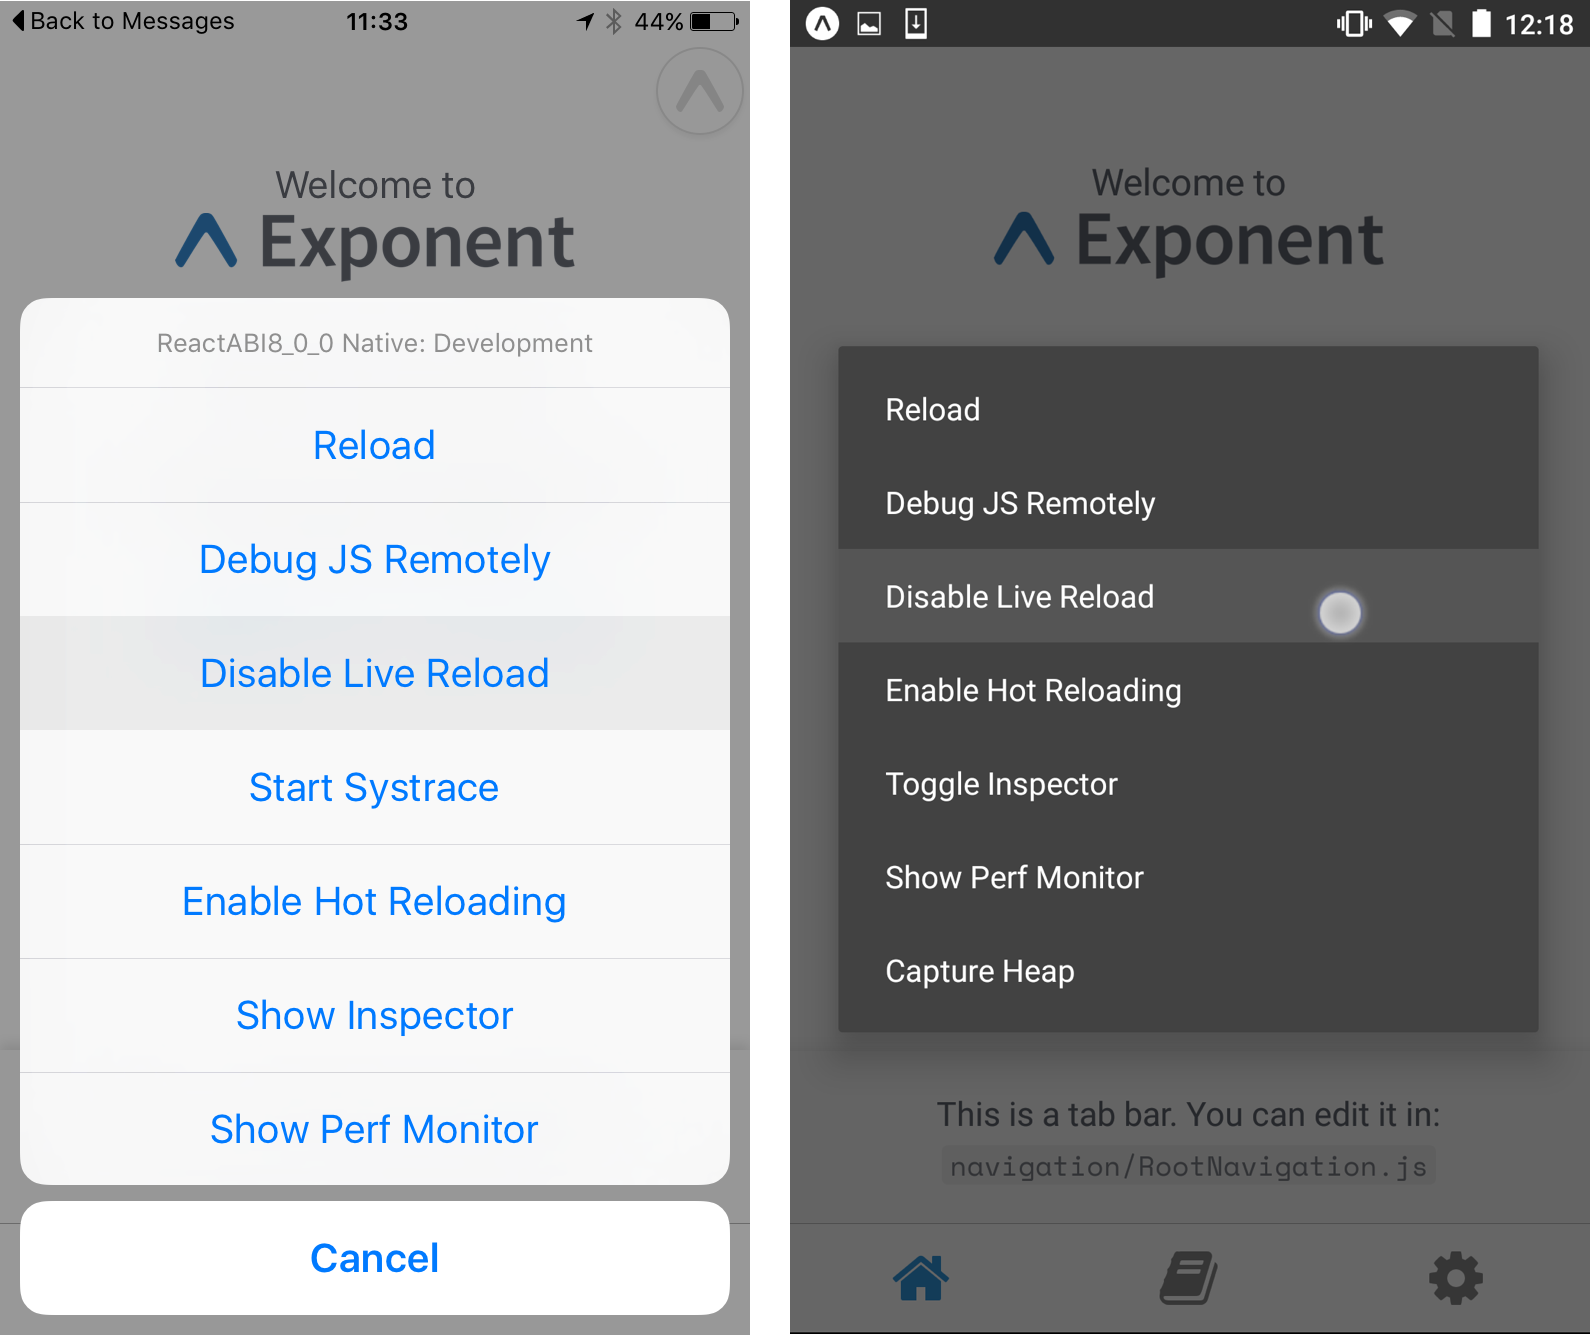 Back to Messages
11:33
44%
Welcome to
Exponent
ReactABI8_0_0 Native: Development
Reload
Debug JS Remotely
Disable Live Reload
Start Systrace
Enable Hot Reloading
Show Inspector
Show Perf Monitor
Cancel
12:18
Welcome to
Exponent
Reload
Debug JS Remotely
Disable Live Reload
Enable Hot Reloading
Toggle Inspector
Show Perf Monitor
Capture Heap
This is a tab bar. You can edit it in:
navigation/RootNavigation.js